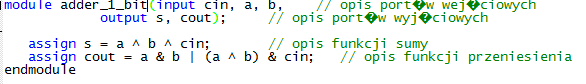 module adder_1_bit(input cin, a, b,    // opis port�w wej�ciowych
output s, cout);    // opis port�w wyj�ciowych
assign s = a ^ b ^ cin;    // opis funkcji sumy
assign cout = a & b | (a ^ b) & cin;    // opis funkcji przeniesienia
endmodule